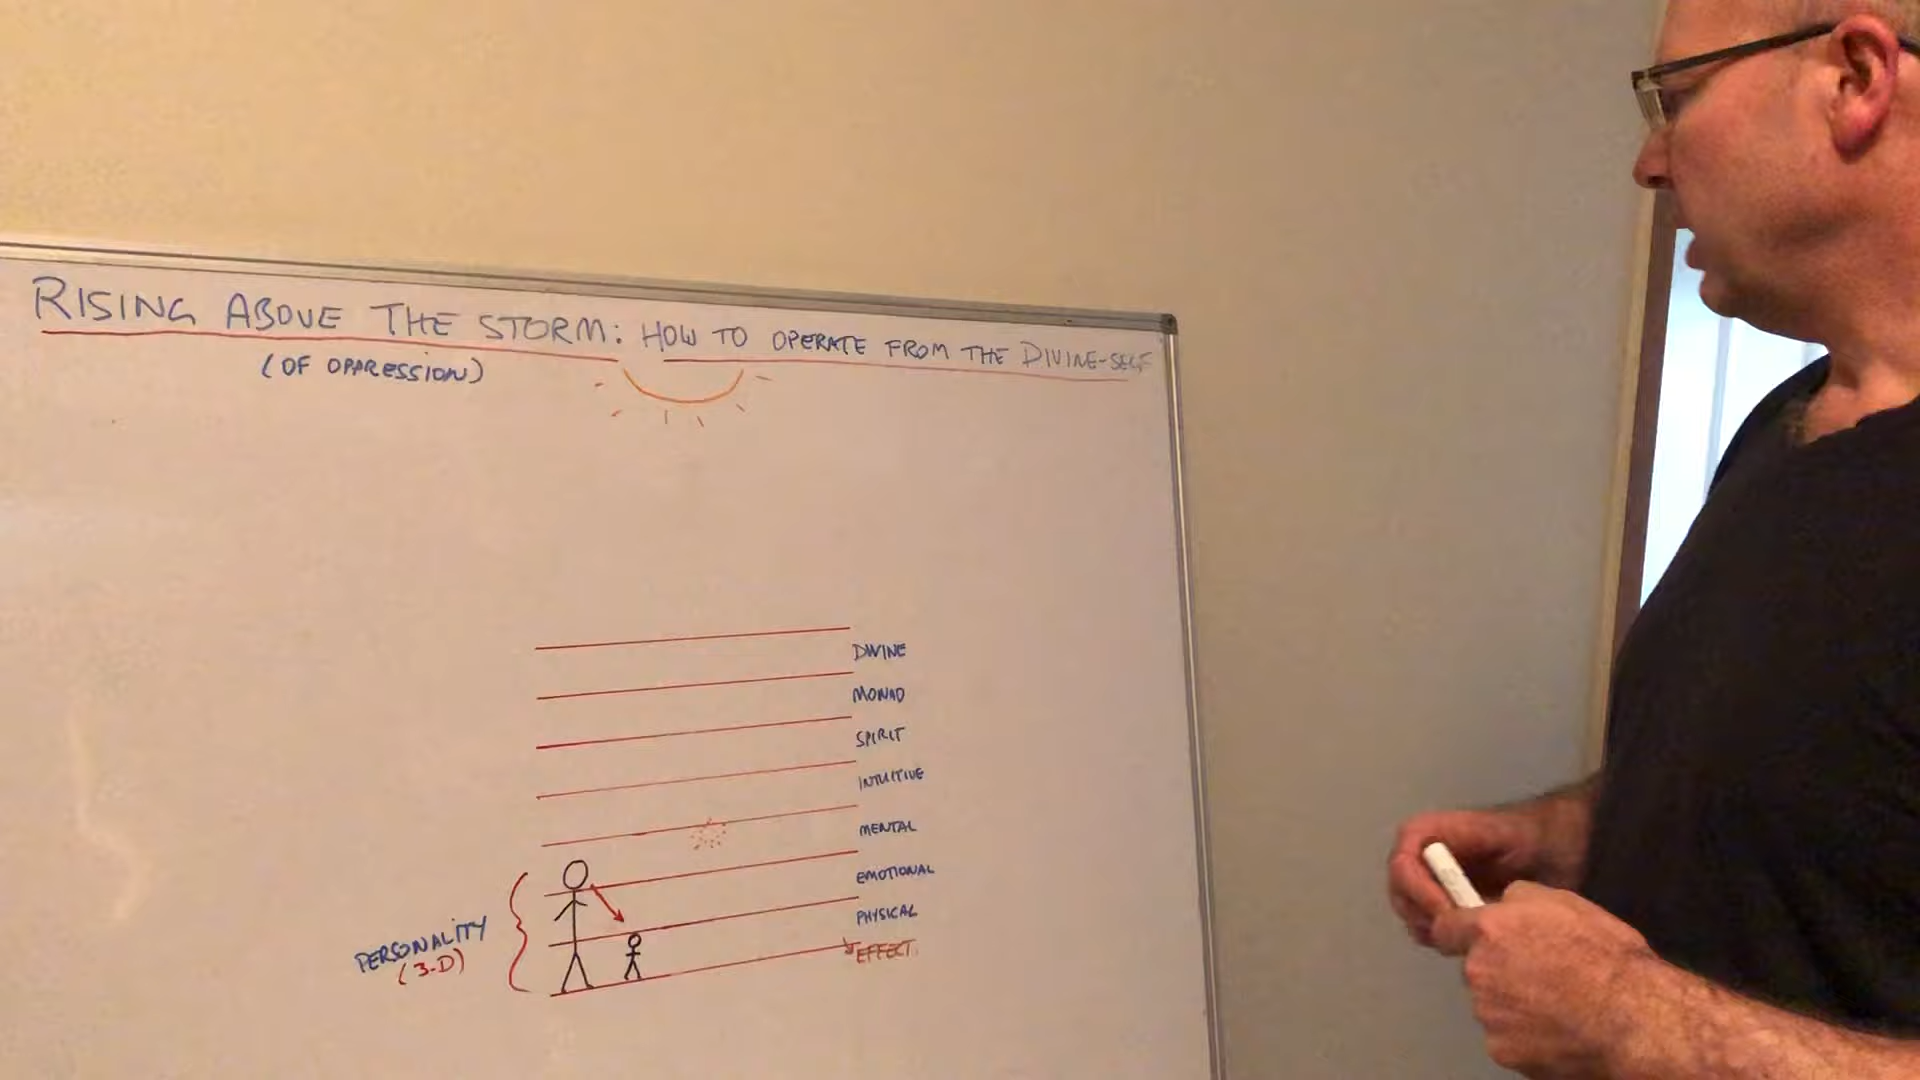 RISING ABOVE THE STORM: HOW TO OPERATE FROM THE DIVINE-SELF
(OF OPPRESSION)
DIVINE
MONAD
SPIRIT
INTUITIVE
MENTAL
EMOTIONAL
PHYSICAL
EFFECT
PERSONALITY
(3-D)